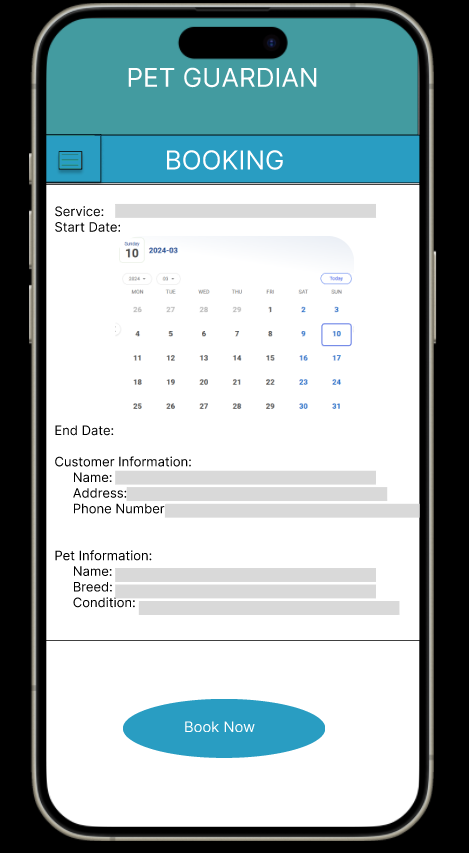 PET GUARDIAN
BOOKING
Service:
Start Date:
Sunday
10 2024-03
2024 03 Today
MON TUE WED THU FRI SAT SUN
26 27 28 29 1 2 3
4 5 6 7 8 9 10
11 12 13 14 15 16 17
18 19 20 21 22 23 24
25 26 27 28 29 30 31
End Date:
Customer Information:
Name:
Address:
Phone Number
Pet Information:
Name:
Breed:
Condition:
Book Now